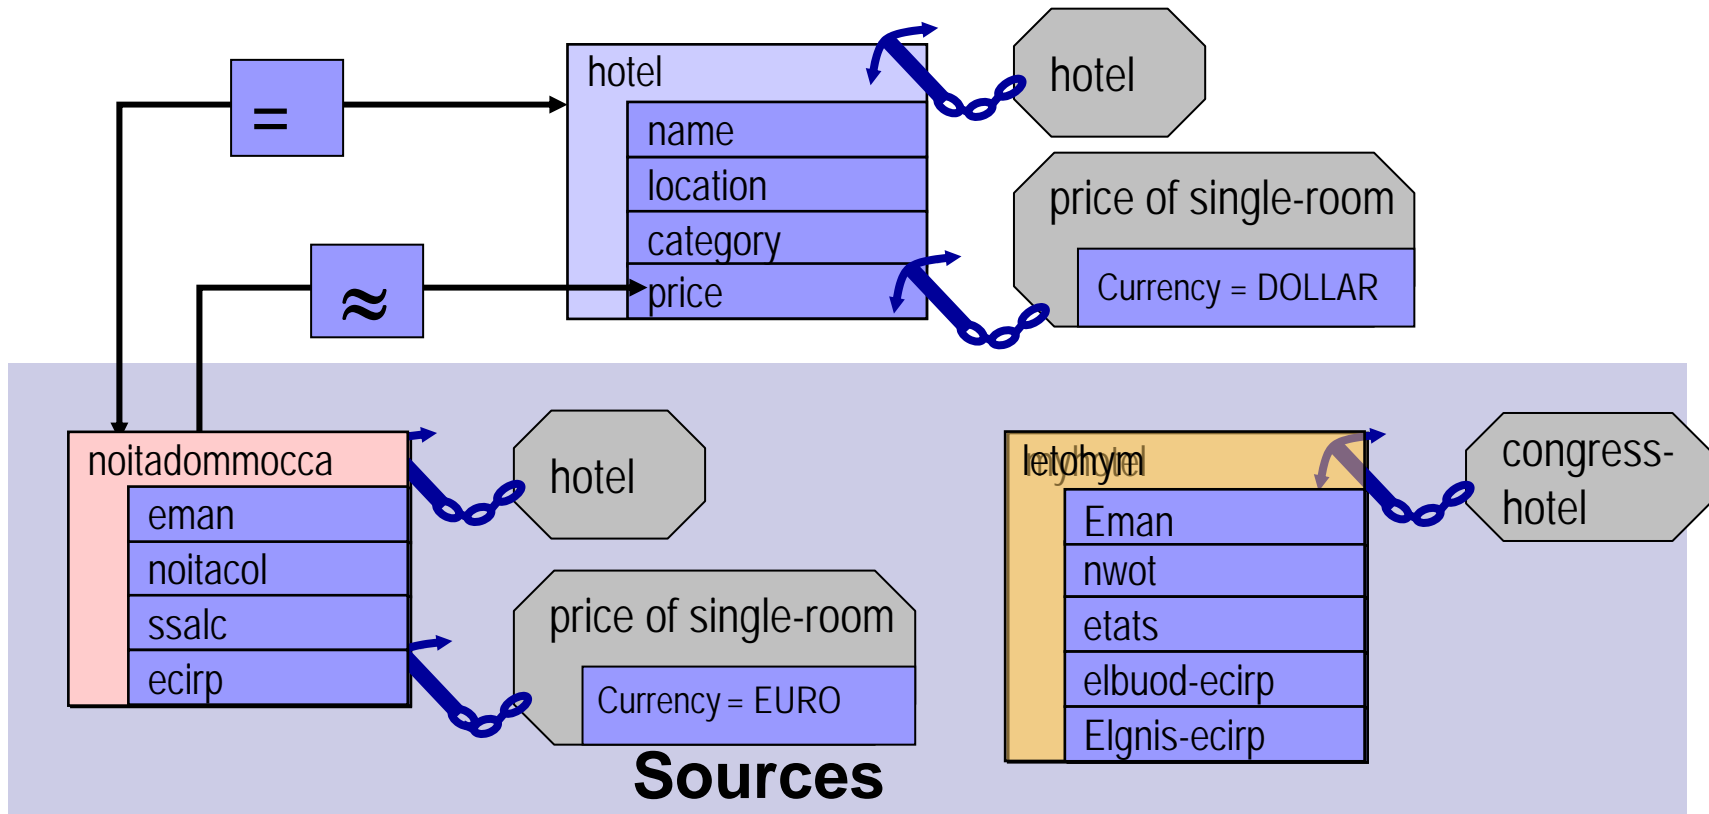 hotel
name
location
category
price
=
≈
hotel
price of single-room
Currency = DOLLAR
noitadommocca
eman
noitacol
ssalc
ecirp
hotel
price of single-room
Currency = EURO
letohym
Eman
nwot
etats
elbuod-ecirp
Elgnis-ecirp
congress-
hotel
Sources